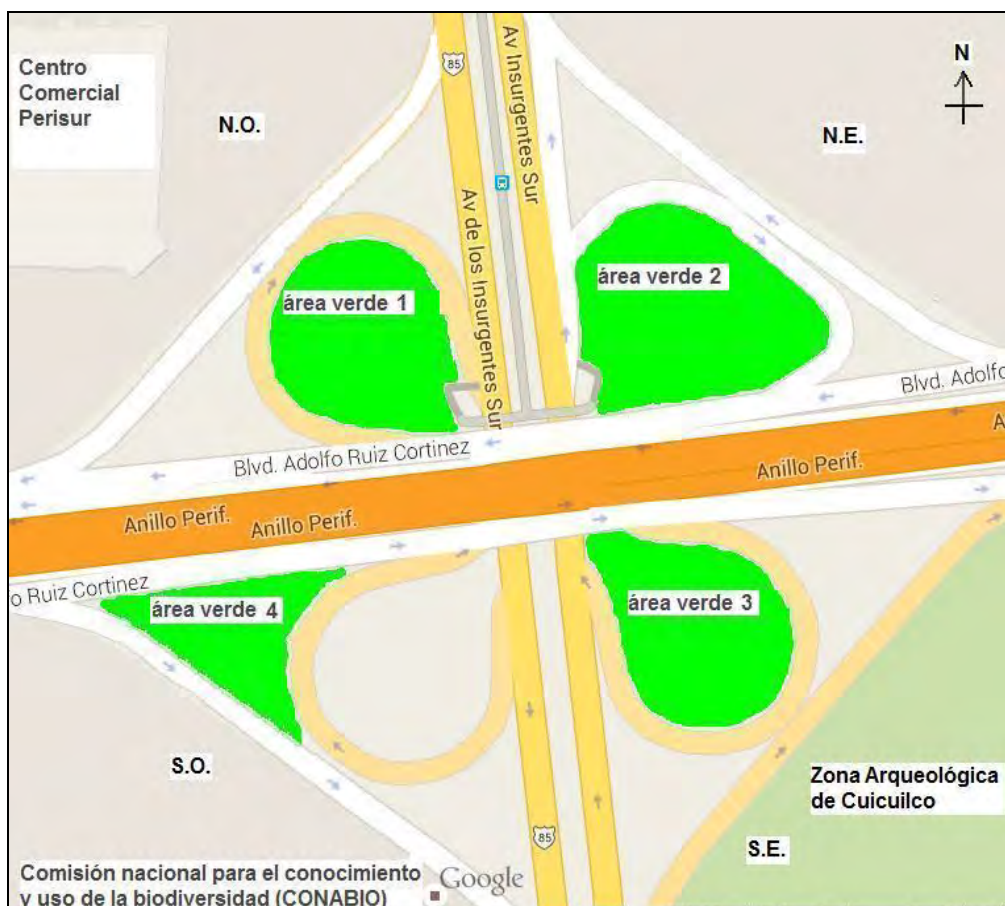 Centro
Comercial
Perisur
N.O.
85
Av Insurgentes Sur
N
N.E.
Av de los Insurgentes Sur
área verde 1
área verde 2
Blvd. Adolfo
Blvd. Adolfo Ruiz Cortinez
A
Anillo Perif.
Anillo Perif.
Anillo Perif.
o Ruiz Cortinez
área verde 4
área verde 3
S.O.
Zona Arqueológica
de Cuicuilco
85
S.E.
Comisión nacional para el conocimiento
y uso de la biodiversidad (CONABIO)
Google